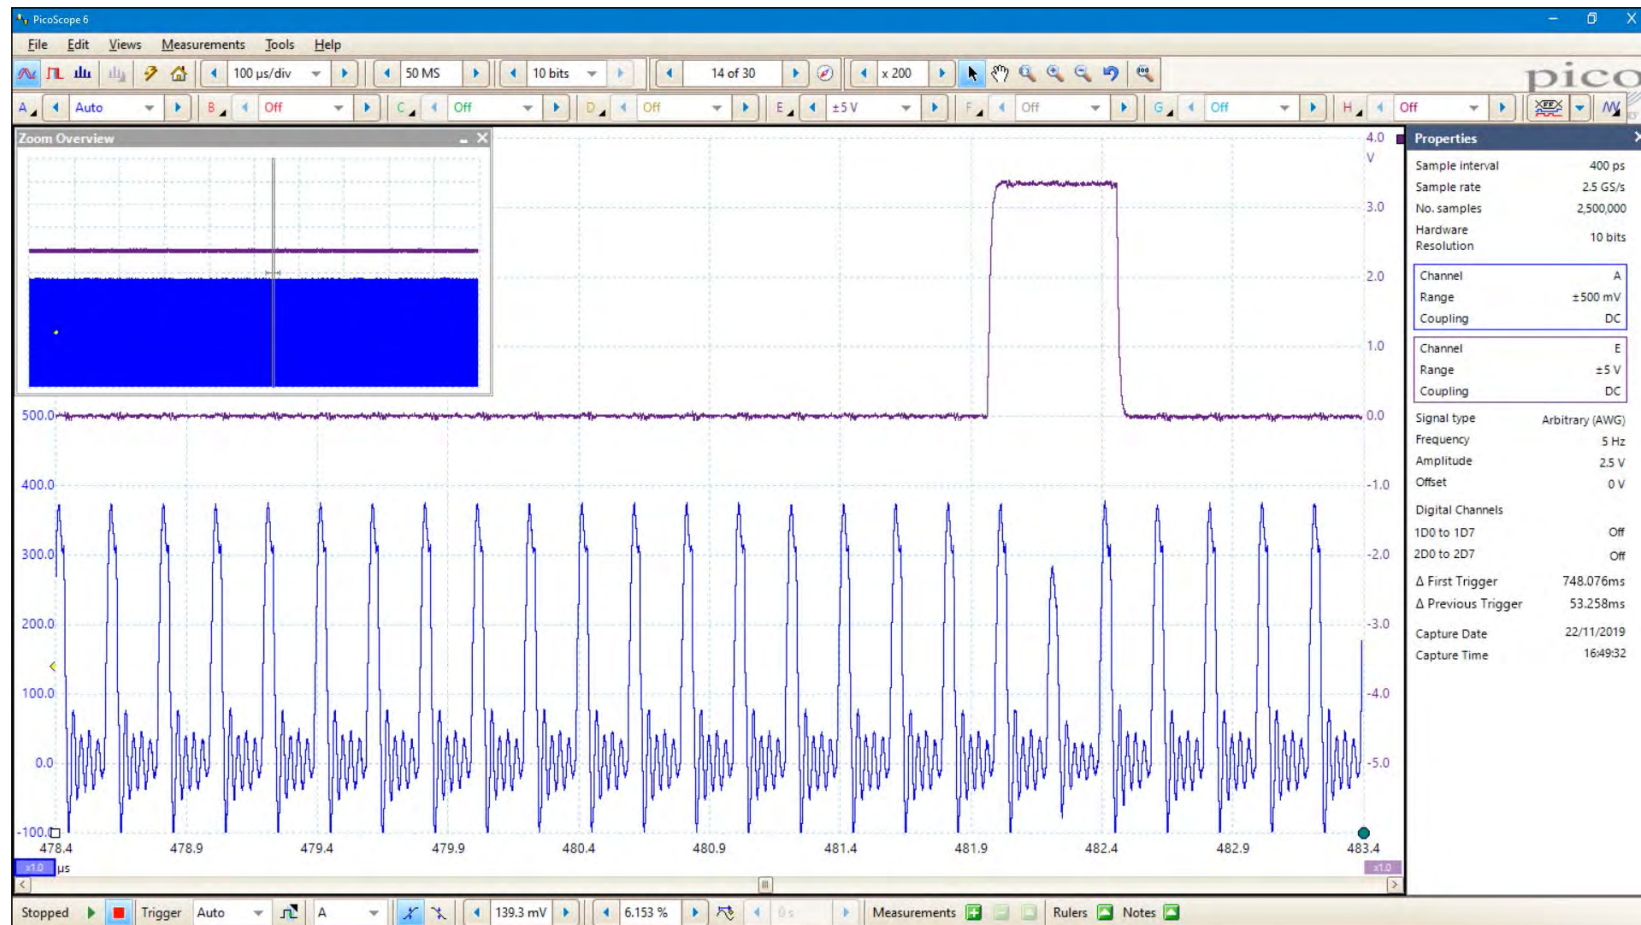 PicoScope 6
File Edit Views Measurements Tools Help
100 µs/div 50 MS 10 bits 14 of 30 x 200
pico
A Auto B Off C Off D Off E ±5 V F Off G Off H Off
Zoom Overview
4.0
V
3.0
2.0
1.0
0.0
-1.0
-2.0
-3.0
-4.0
-5.0
500.0
400.0
300.0
200.0
100.0
0.0
-100.0
478.4 478.9 479.4 479.9 480.4 480.9 481.4 481.9 482.4 482.9 483.4
x1.0 µs x1.0
Properties
Sample interval 400 ps
Sample rate 2.5 GS/s
No. samples 2,500,000
Hardware
Resolution 10 bits
Channel A
Range ±500 mV
Coupling DC
Channel E
Range ±5 V
Coupling DC
Signal type Arbitrary (AWG)
Frequency 5 Hz
Amplitude 2.5 V
Offset 0 V
Digital Channels
1D0 to 1D7 Off
2D0 to 2D7 Off
Δ First Trigger 748.076ms
Δ Previous Trigger 53.258ms
Capture Date 22/11/2019
Capture Time 16:49:32
Stopped Trigger Auto A 139.3 mV 6.153 % 0 s Measurements Rulers Notes